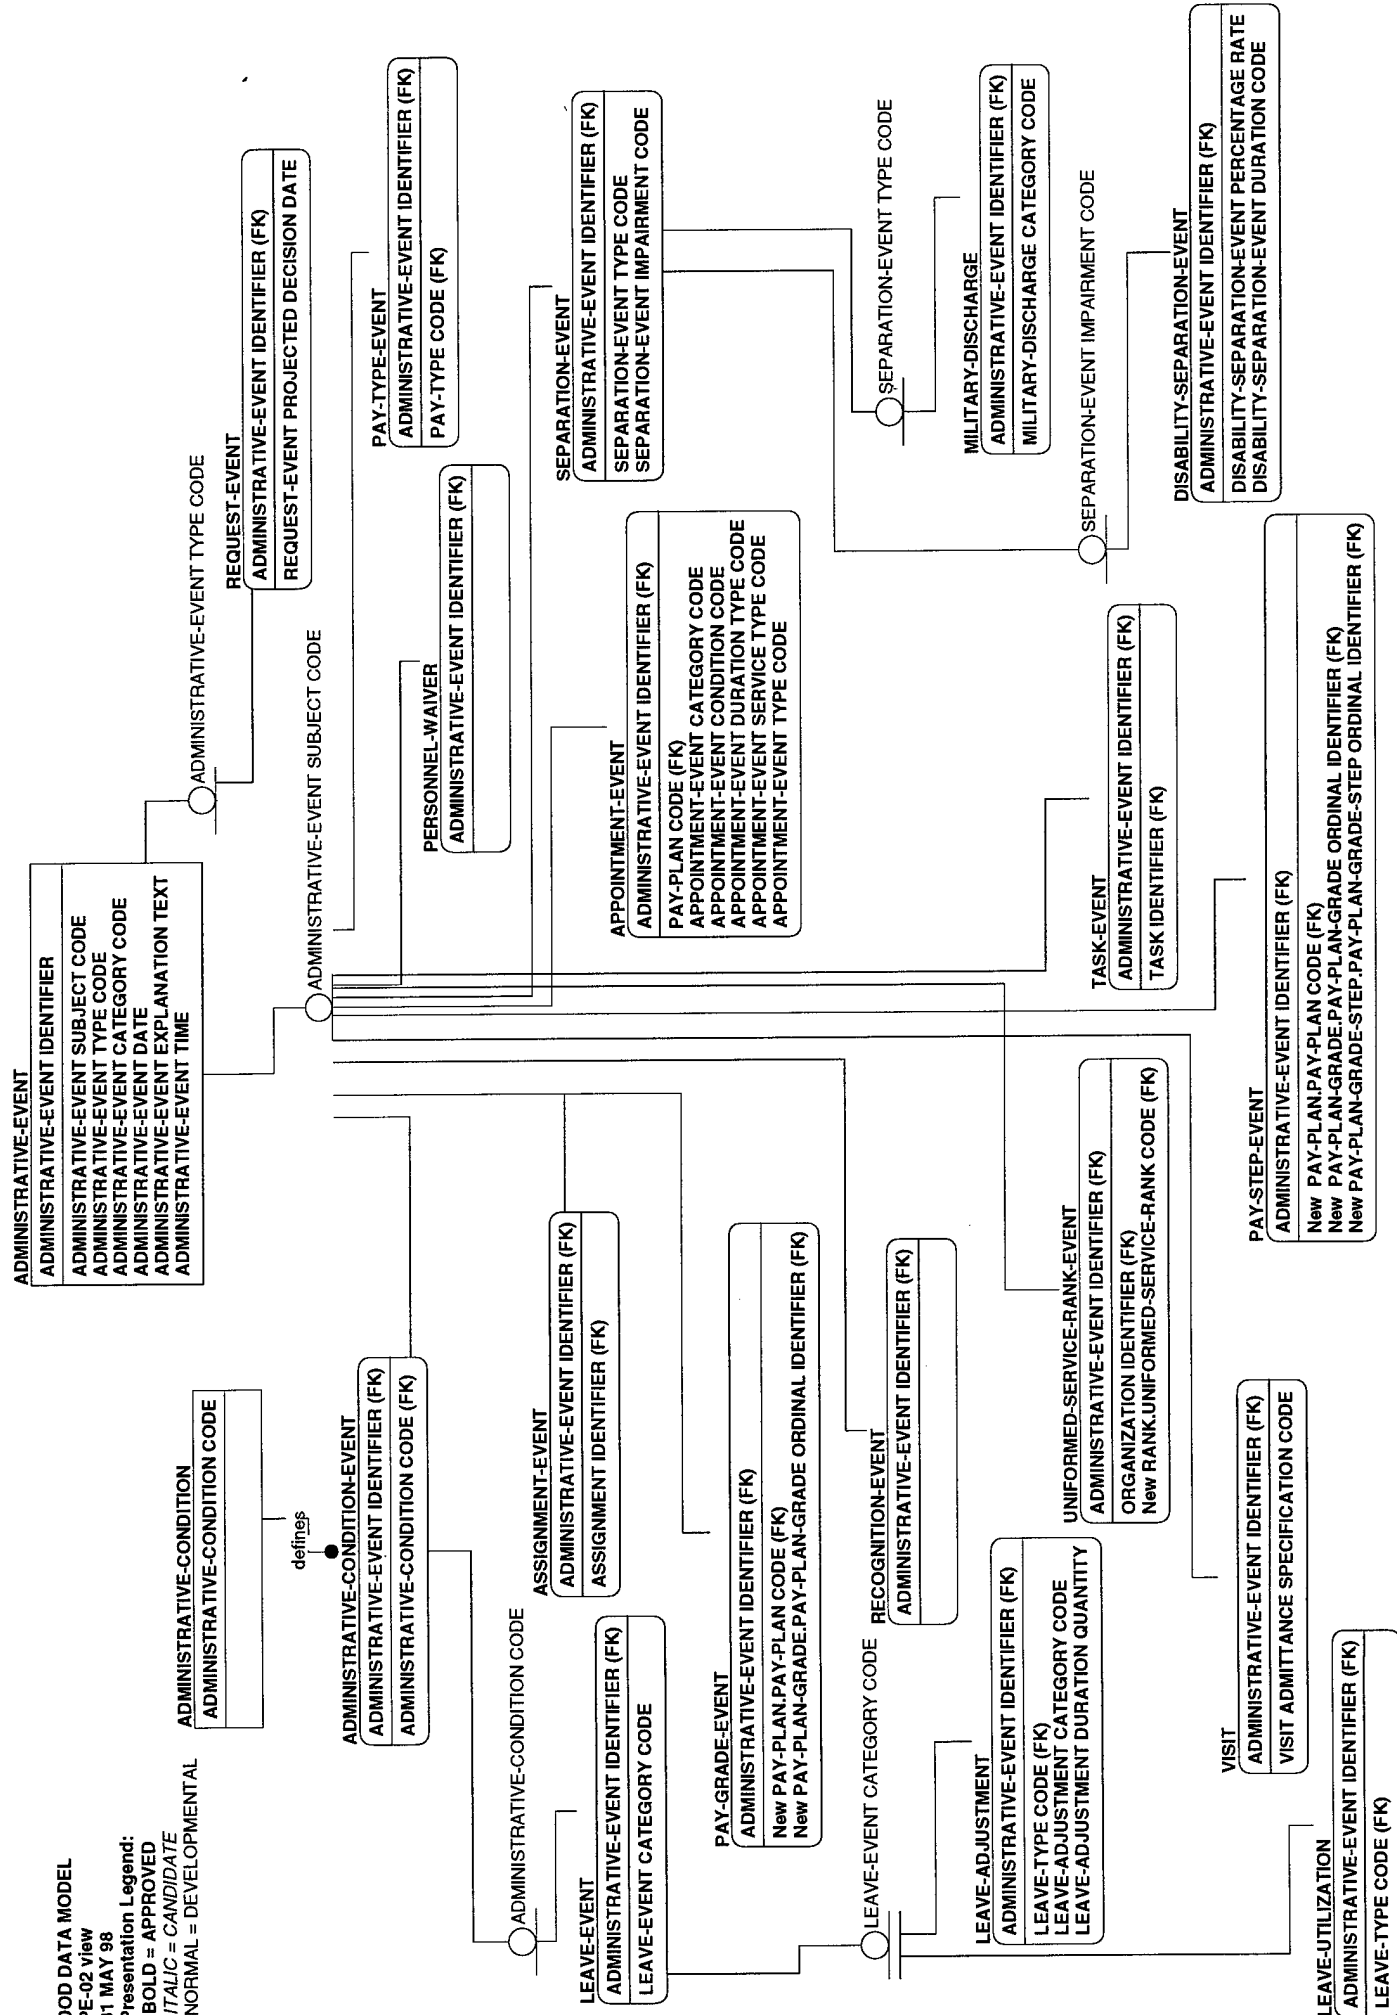 OOD DATA MODEL
PE-02 view
31 MAY 98
Presentation Legend:
BOLD = APPROVED
ITALIC = CANDIDATE
NORMAL = DEVELOPMENTAL
ADMINISTRATIVE-EVENT
ADMINISTRATIVE-EVENT IDENTIFIER
ADMINISTRATIVE-EVENT SUBJECT CODE
ADMINISTRATIVE-EVENT TYPE CODE
ADMINISTRATIVE-EVENT CATEGORY CODE
ADMINISTRATIVE-EVENT DATE
ADMINISTRATIVE-EVENT EXPLANATION TEXT
ADMINISTRATIVE-EVENT TIME
ADMINISTRATIVE-EVENT TYPE CODE
REQUEST-EVENT
ADMINISTRATIVE-EVENT IDENTIFIER (FK)
REQUEST-EVENT PROJECTED DECISION DATE
ADMINISTRATIVE-CONDITION
ADMINISTRATIVE-CONDITION CODE
defines
ADMINISTRATIVE-EVENT SUBJECT CODE
ADMINISTRATIVE-CONDITION-EVENT
ADMINISTRATIVE-EVENT IDENTIFIER (FK)
ADMINISTRATIVE-CONDITION CODE (FK)
PAY-TYPE-EVENT
ADMINISTRATIVE-EVENT IDENTIFIER (FK)
PAY-TYPE CODE (FK)
PERSONNEL-WAIVER
ADMINISTRATIVE-EVENT IDENTIFIER (FK)
ADMINISTRATIVE-CONDITION CODE
ASSIGNMENT-EVENT
ADMINISTRATIVE-EVENT IDENTIFIER (FK)
ASSIGNMENT IDENTIFIER (FK)
SEPARATION-EVENT
ADMINISTRATIVE-EVENT IDENTIFIER (FK)
SEPARATION-EVENT TYPE CODE
SEPARATION-EVENT IMPAIRMENT CODE
LEAVE-EVENT
ADMINISTRATIVE-EVENT IDENTIFIER (FK)
LEAVE-EVENT CATEGORY CODE
APPOINTMENT-EVENT
ADMINISTRATIVE-EVENT IDENTIFIER (FK)
PAY-PLAN CODE (FK)
APPOINTMENT-EVENT CATEGORY CODE
APPOINTMENT-EVENT CONDITION CODE
APPOINTMENT-EVENT DURATION TYPE CODE
APPOINTMENT-EVENT SERVICE TYPE CODE
APPOINTMENT-EVENT TYPE CODE
PAY-GRADE-EVENT
ADMINISTRATIVE-EVENT IDENTIFIER (FK)
New PAY-PLAN.PAY-PLAN CODE (FK)
New PAY-PLAN-GRADE.PAY-PLAN-GRADE ORDINAL IDENTIFIER (FK)
LEAVE-EVENT CATEGORY CODE
RECOGNITION-EVENT
ADMINISTRATIVE-EVENT IDENTIFIER (FK)
SEPARATION-EVENT TYPE CODE
MILITARY-DISCHARGE
ADMINISTRATIVE-EVENT IDENTIFIER (FK)
MILITARY-DISCHARGE CATEGORY CODE
LEAVE-ADJUSTMENT
ADMINISTRATIVE-EVENT IDENTIFIER (FK)
LEAVE-TYPE CODE (FK)
LEAVE-ADJUSTMENT CATEGORY CODE
LEAVE-ADJUSTMENT DURATION QUANTITY
UNIFORMED-SERVICE-RANK-EVENT
ADMINISTRATIVE-EVENT IDENTIFIER (FK)
ORGANIZATION IDENTIFIER (FK)
New RANK.UNIFORMED-SERVICE-RANK CODE (FK)
TASK-EVENT
ADMINISTRATIVE-EVENT IDENTIFIER (FK)
TASK IDENTIFIER (FK)
SEPARATION-EVENT IMPAIRMENT CODE
DISABILITY-SEPARATION-EVENT
ADMINISTRATIVE-EVENT IDENTIFIER (FK)
DISABILITY-SEPARATION-EVENT PERCENTAGE RATE
DISABILITY-SEPARATION-EVENT DURATION CODE
VISIT
ADMINISTRATIVE-EVENT IDENTIFIER (FK)
VISIT ADMITTANCE SPECIFICATION CODE
PAY-STEP-EVENT
ADMINISTRATIVE-EVENT IDENTIFIER (FK)
New PAY-PLAN.PAY-PLAN CODE (FK)
New PAY-PLAN-GRADE.PAY-PLAN-GRADE ORDINAL IDENTIFIER (FK)
New PAY-PLAN-GRADE-STEP.PAY-PLAN-GRADE-STEP ORDINAL IDENTIFIER (FK)
LEAVE-UTILIZATION
ADMINISTRATIVE-EVENT IDENTIFIER (FK)
LEAVE-TYPE CODE (FK)